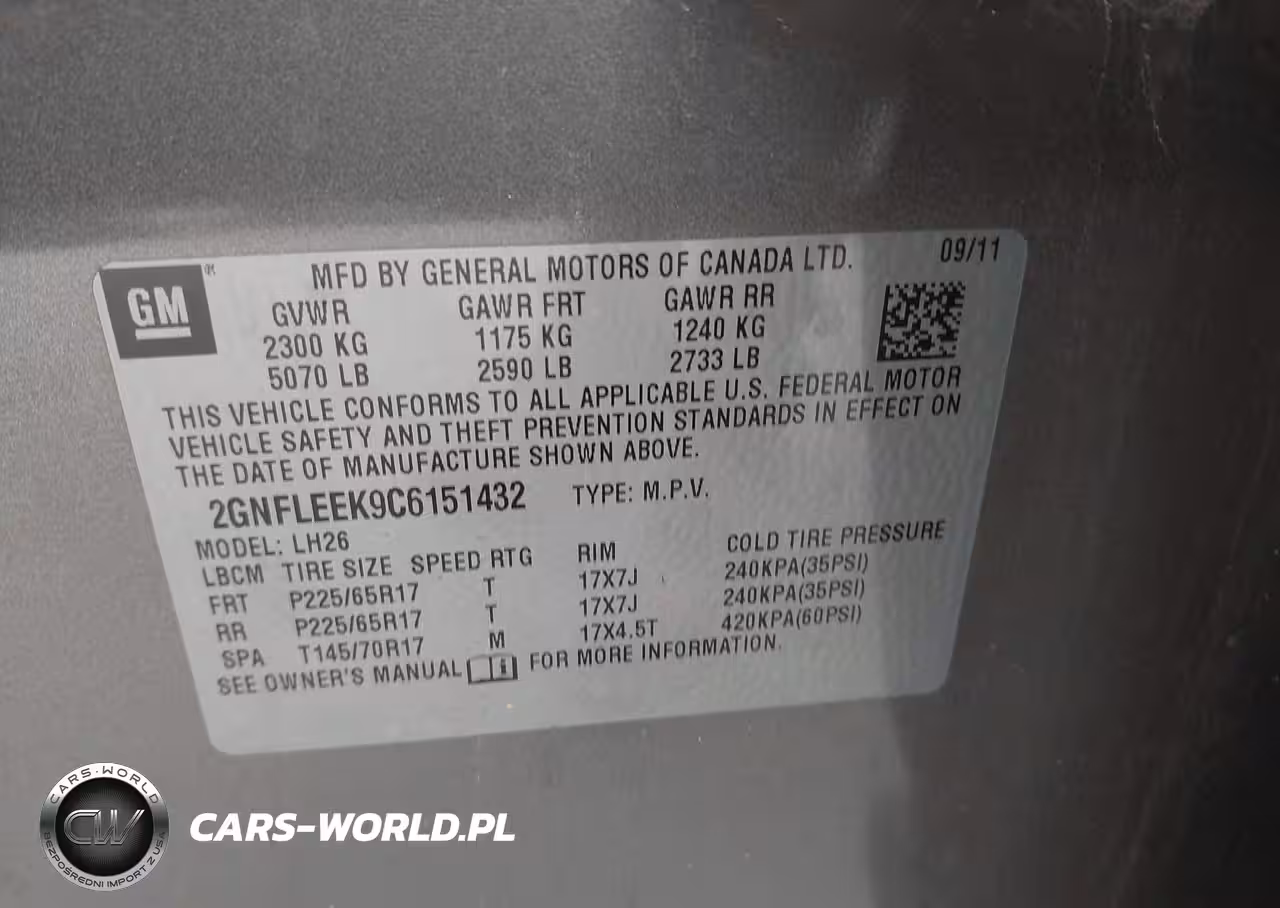 GM
MFD BY GENERAL MOTORS OF CANADA LTD.
09/11
GVWR GAWR FRT GAWR RR
2300 KG 1175 KG 1240 KG
5070 LB 2590 LB 2733 LB
THIS VEHICLE CONFORMS TO ALL APPLICABLE U.S. FEDERAL MOTOR
VEHICLE SAFETY AND THEFT PREVENTION STANDARDS IN EFFECT ON
THE DATE OF MANUFACTURE SHOWN ABOVE.
2GNFLEEK9C6151432 TYPE: M.P.V.
MODEL: LH26
LBCM TIRE SIZE SPEED RTG RIM COLD TIRE PRESSURE
FRT P225/65R17 T 17X7J 240KPA(35PSI)
RR P225/65R17 T 17X7J 240KPA(35PSI)
SPA T145/70R17 M 17X4.5T 420KPA(60PSI)
SEE OWNER'S MANUAL FOR MORE INFORMATION.
CARS-WORLD
CW
BEZPOŚREDNI IMPORT Z USA
CARS-WORLD.PL